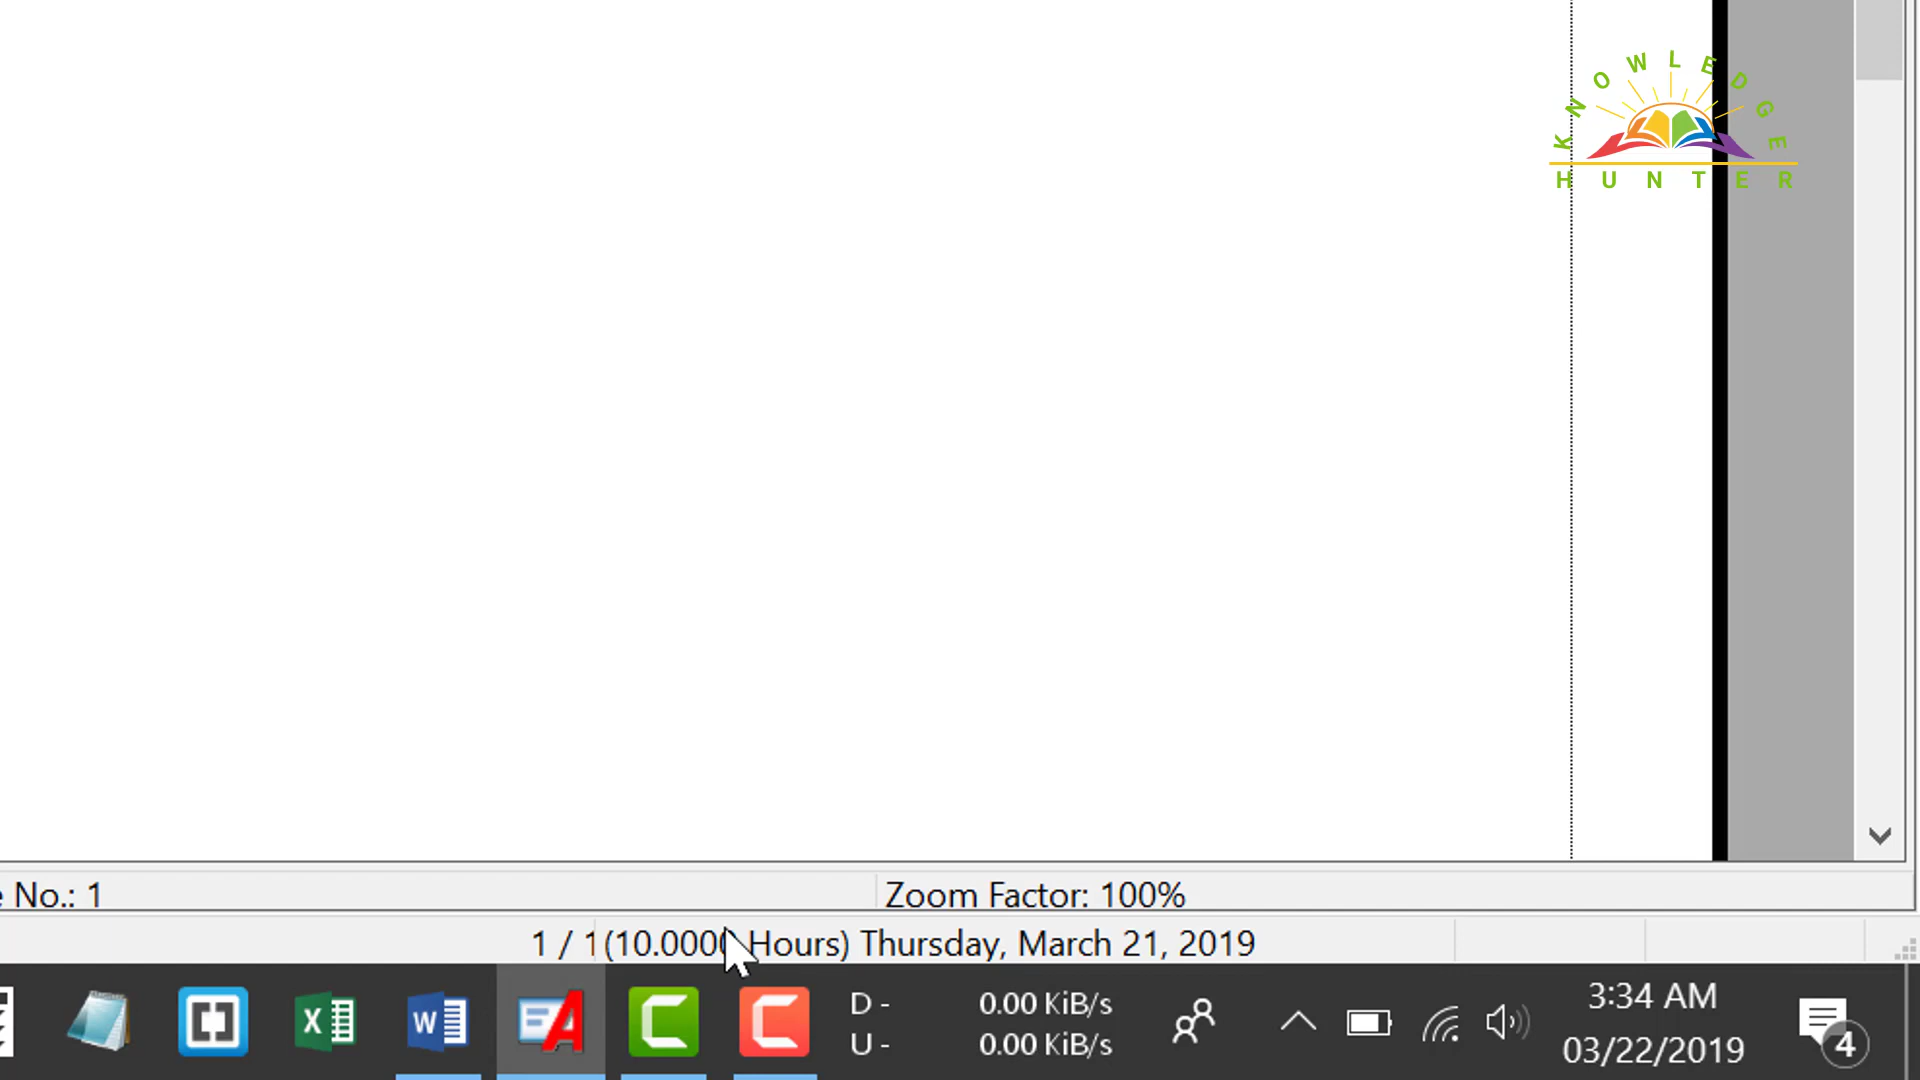 KNOWLEDGE
HUNTER
No.: 1
Zoom Factor: 100%
1 / 1 (10.0000 Hours) Thursday, March 21, 2019
D - 0.00 KiB/s
U - 0.00 KiB/s
3:34 AM
03/22/2019
4